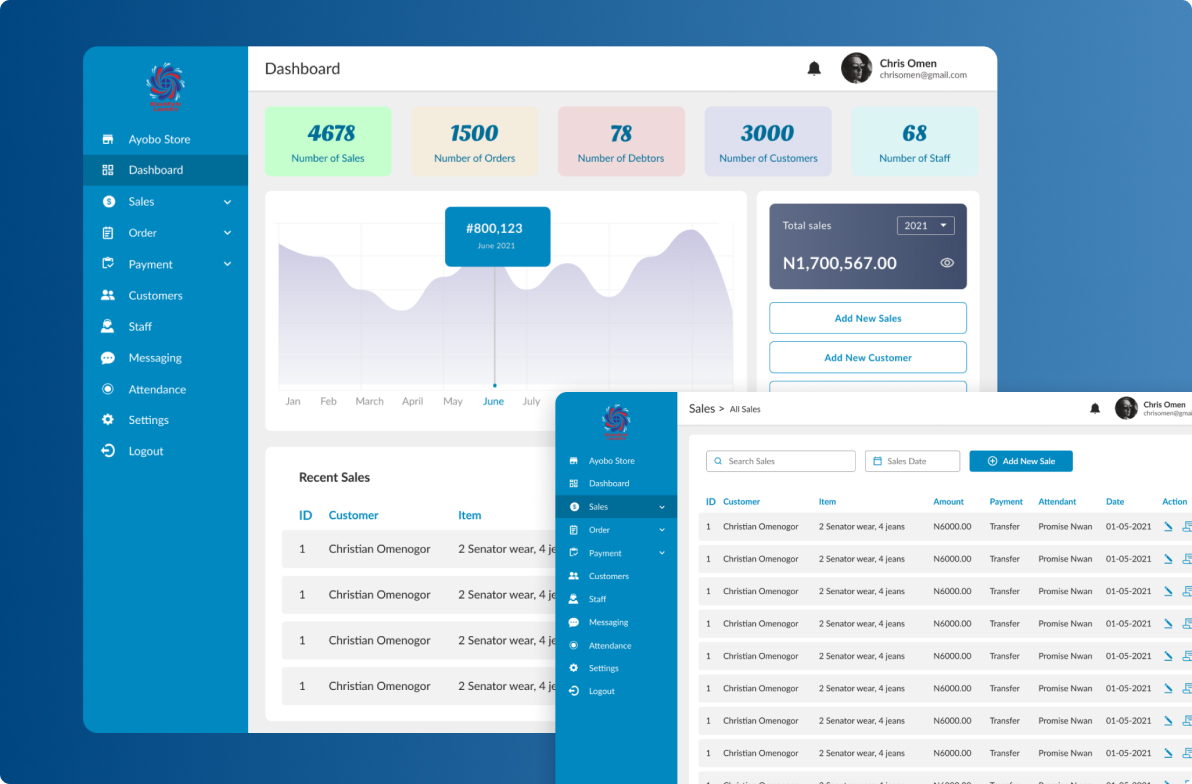 Dashboard
Chris Omen
chrisomen@gmail.com
Ayobo Store
Dashboard
Sales
Order
Payment
Customers
Staff
Messaging
Attendance
Settings
Logout
4678
Number of Sales
1500
Number of Orders
78
Number of Debtors
3000
Number of Customers
68
Number of Staff
#800,123
June 2021
Jan Feb March April May June July
Total sales 2021
N1,700,567.00
Add New Sales
Add New Customer
Recent Sales
ID Customer Item
1 Christian Omenogor 2 Senator wear, 4 je
1 Christian Omenogor 2 Senator wear, 4 je
1 Christian Omenogor 2 Senator wear, 4 je
1 Christian Omenogor 2 Senator wear, 4 je
Sales > All Sales
Chris Omen
chrisomen@gmai
Ayobo Store
Dashboard
Sales
Order
Payment
Customers
Staff
Messaging
Attendance
Settings
Logout
Search Sales Sales Date Add New Sale
ID Customer Item Amount Payment Attendant Date Action
1 Christian Omenogor 2 Senator wear, 4 jeans N6000.00 Transfer Promise Nwan 01-05-2021
1 Christian Omenogor 2 Senator wear, 4 jeans N6000.00 Transfer Promise Nwan 01-05-2021
1 Christian Omenogor 2 Senator wear, 4 jeans N6000.00 Transfer Promise Nwan 01-05-2021
1 Christian Omenogor 2 Senator wear, 4 jeans N6000.00 Transfer Promise Nwan 01-05-2021
1 Christian Omenogor 2 Senator wear, 4 jeans N6000.00 Transfer Promise Nwan 01-05-2021
1 Christian Omenogor 2 Senator wear, 4 jeans N6000.00 Transfer Promise Nwan 01-05-2021
1 Christian Omenogor 2 Senator wear, 4 jeans N6000.00 Transfer Promise Nwan 01-05-2021
1 Christian Omenogor 2 Senator wear, 4 jeans N6000.00 Transfer Promise Nwan 01-05-2021